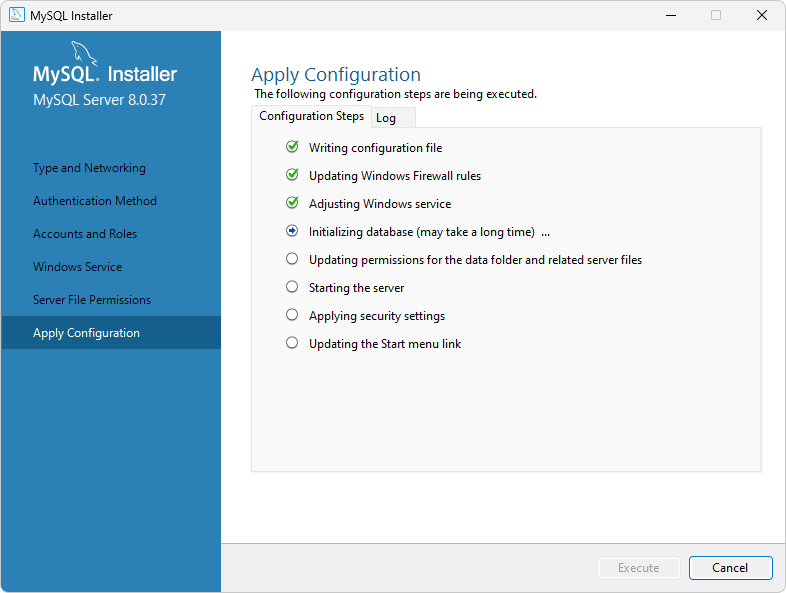 MySQL Installer
MySQL. Installer
MySQL Server 8.0.37
Type and Networking
Authentication Method
Accounts and Roles
Windows Service
Server File Permissions
Apply Configuration
Apply Configuration
The following configuration steps are being executed.
Configuration Steps
Log
Writing configuration file
Updating Windows Firewall rules
Adjusting Windows service
Initializing database (may take a long time) ...
Updating permissions for the data folder and related server files
Starting the server
Applying security settings
Updating the Start menu link
Execute
Cancel